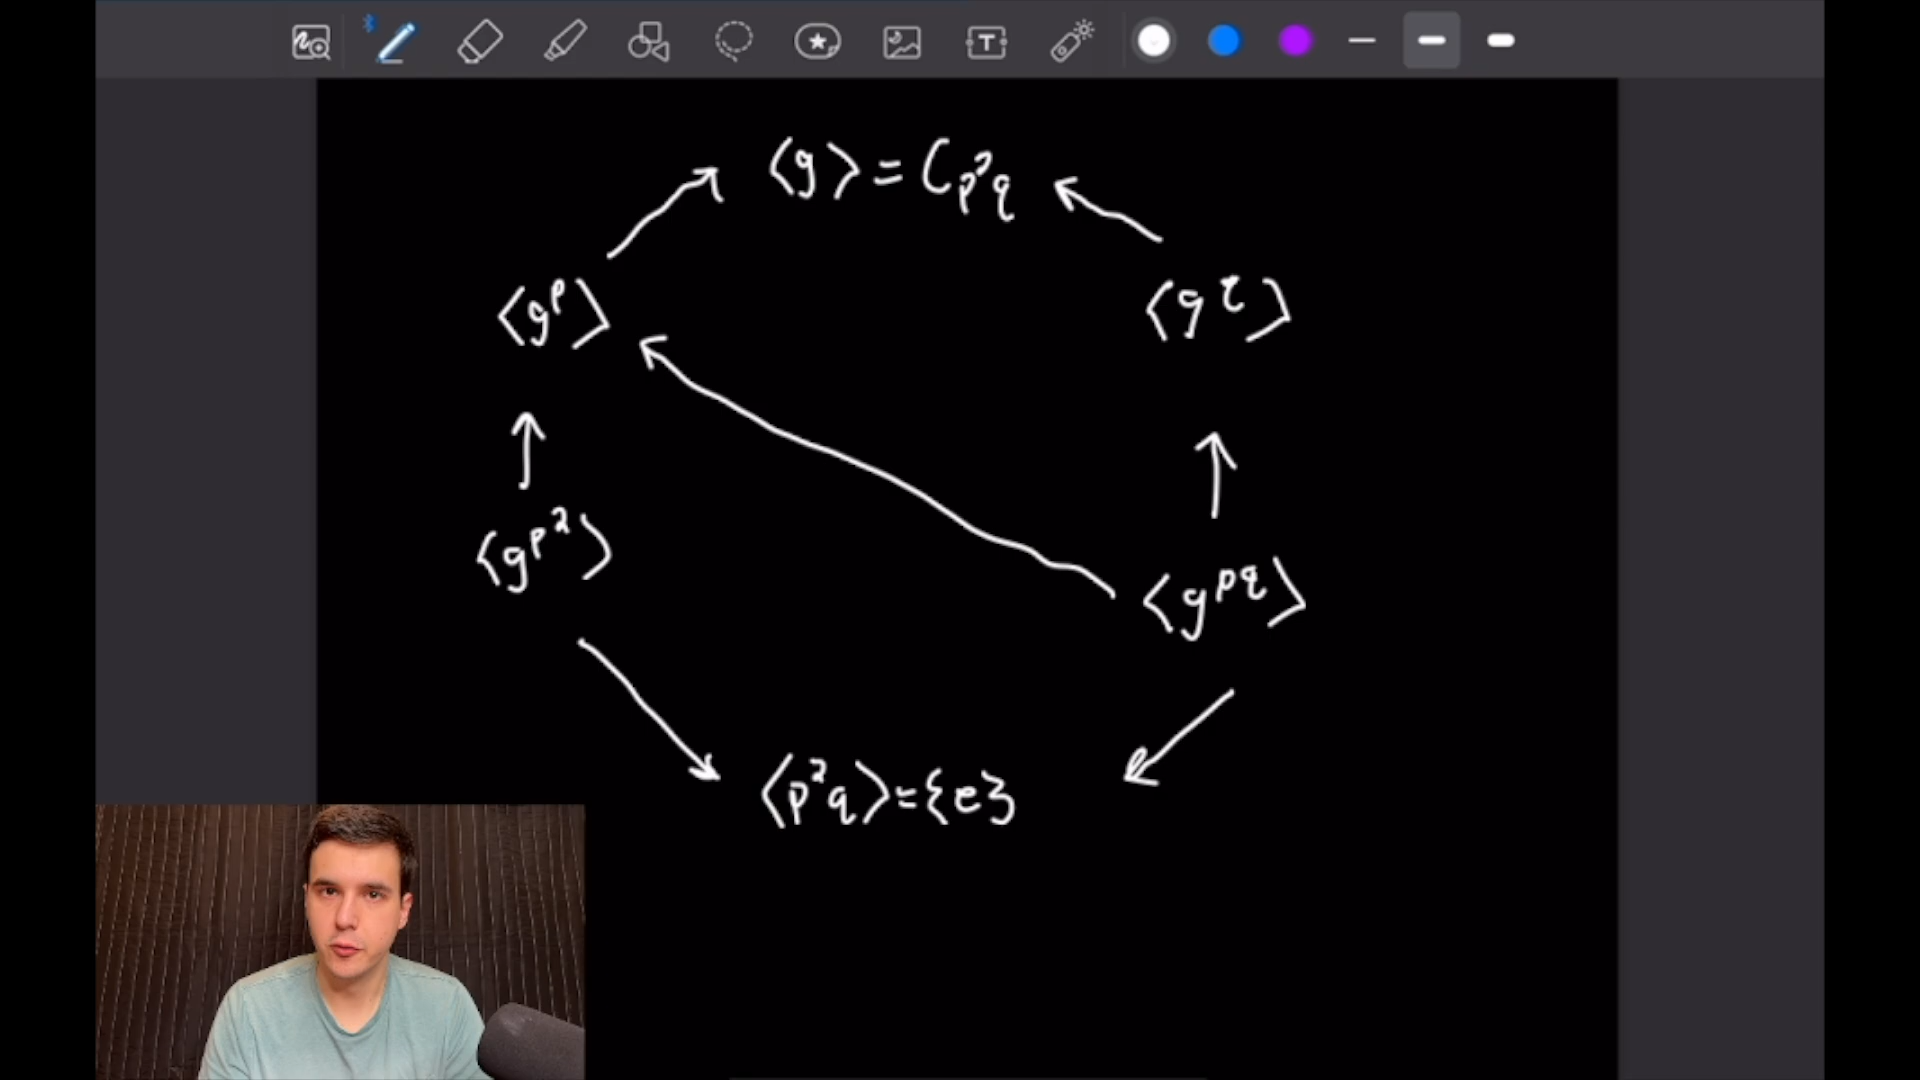 ⟨g⟩ = C_{p²q}
⟨g^p⟩ ⟨g^q⟩
⟨g^{p²}⟩ ⟨g^{pq}⟩
⟨p²q⟩ = {e}